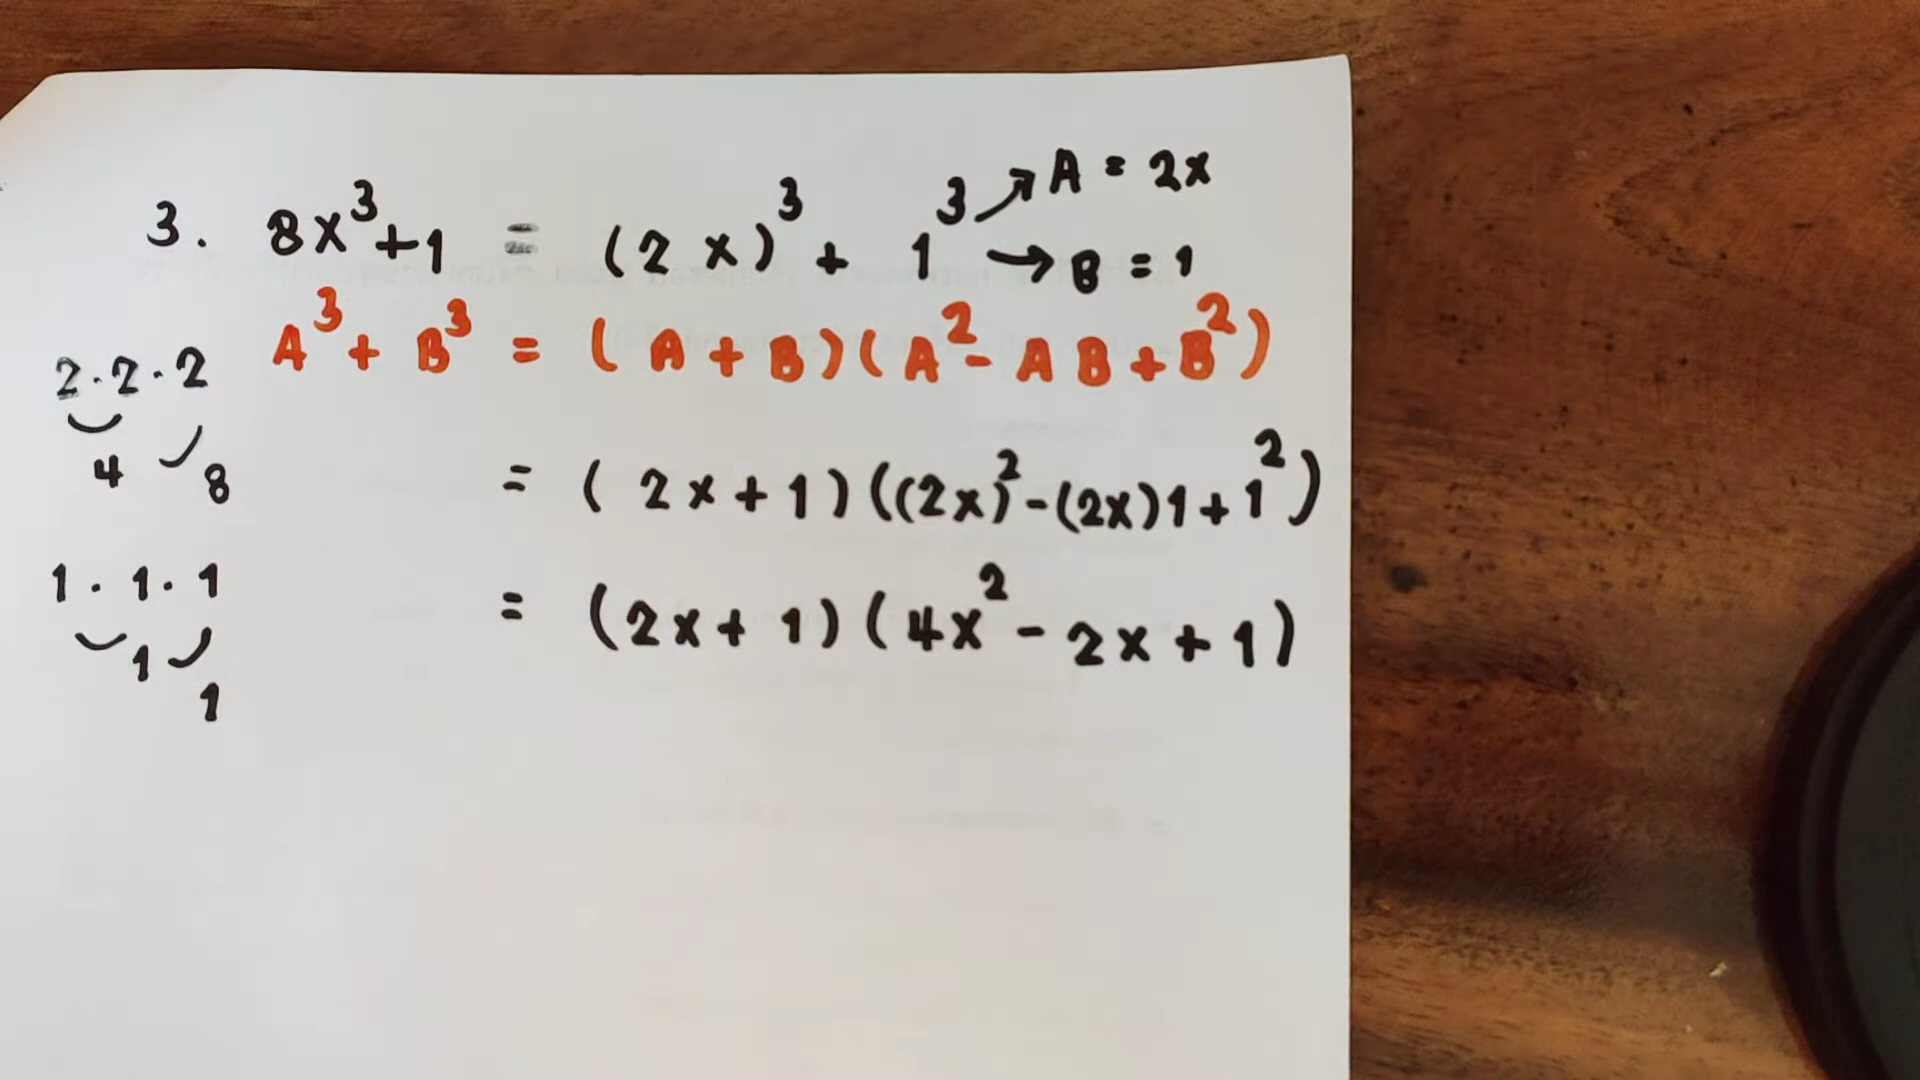 3. 8x³+1 = (2x)³ + 1³ → A = 2x
→ B = 1
A³ + B³ = (A+B)(A² - AB + B²)
2·2·2
4 8
= (2x+1)((2x)²-(2x)1+1²)
1·1·1
1
1
= (2x+1)(4x² - 2x + 1)